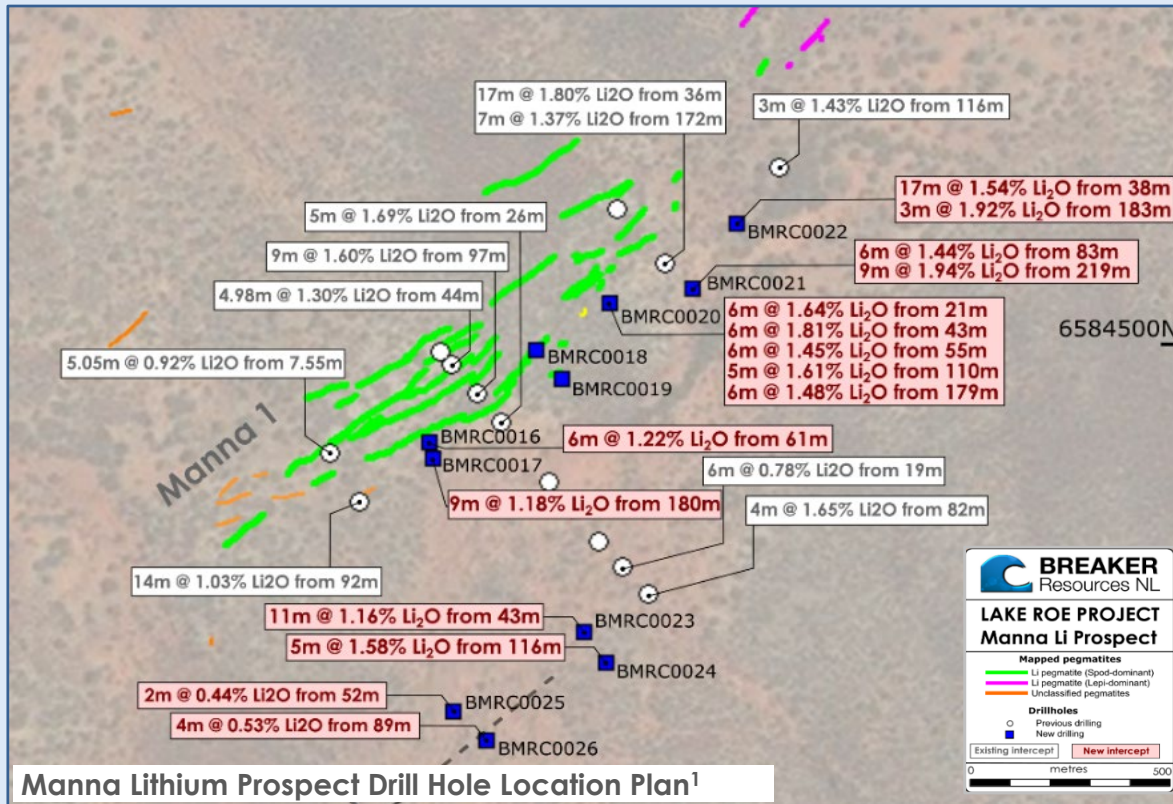 17m @ 1.80% Li2O from 36m
7m @ 1.37% Li2O from 172m
3m @ 1.43% Li2O from 116m
17m @ 1.54% Li₂O from 38m
3m @ 1.92% Li₂O from 183m
5m @ 1.69% Li2O from 26m
BMRC0022
9m @ 1.60% Li2O from 97m
6m @ 1.44% Li₂O from 83m
9m @ 1.94% Li₂O from 219m
4.98m @ 1.30% Li2O from 44m
BMRC0021
BMRC0020
6m @ 1.64% Li₂O from 21m
6m @ 1.81% Li₂O from 43m
6m @ 1.45% Li₂O from 55m
5m @ 1.61% Li₂O from 110m
6m @ 1.48% Li₂O from 179m
6584500N
5.05m @ 0.92% Li2O from 7.55m
BMRC0018
BMRC0019
Manna 1
BMRC0016
6m @ 1.22% Li₂O from 61m
BMRC0017
6m @ 0.78% Li2O from 19m
9m @ 1.18% Li₂O from 180m
4m @ 1.65% Li2O from 82m
14m @ 1.03% Li2O from 92m
11m @ 1.16% Li₂O from 43m
BMRC0023
5m @ 1.58% Li₂O from 116m
BMRC0024
2m @ 0.44% Li₂O from 52m
BMRC0025
4m @ 0.53% Li₂O from 89m
BMRC0026
BREAKER
Resources NL
LAKE ROE PROJECT
Manna Li Prospect
Mapped pegmatites
Li pegmatite (Spod-dominant)
Li pegmatite (Lepi-dominant)
Unclassified pegmatites
Drillholes
Previous drilling
New drilling
Existing intercept
New intercept
0 metres 500
Manna Lithium Prospect Drill Hole Location Plan¹